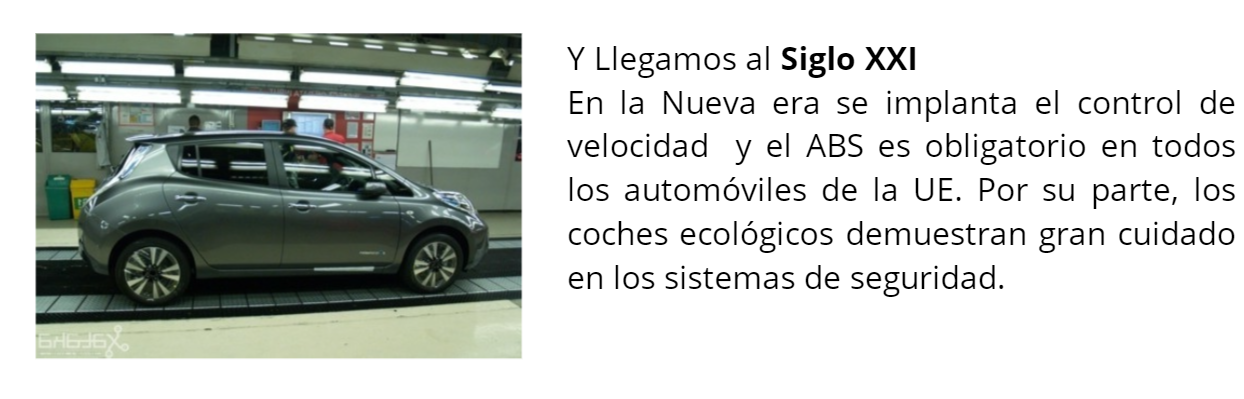 Y Llegamos al Siglo XXI
En la Nueva era se implanta el control de
velocidad y el ABS es obligatorio en todos
los automóviles de la UE. Por su parte, los
coches ecológicos demuestran gran cuidado
en los sistemas de seguridad.